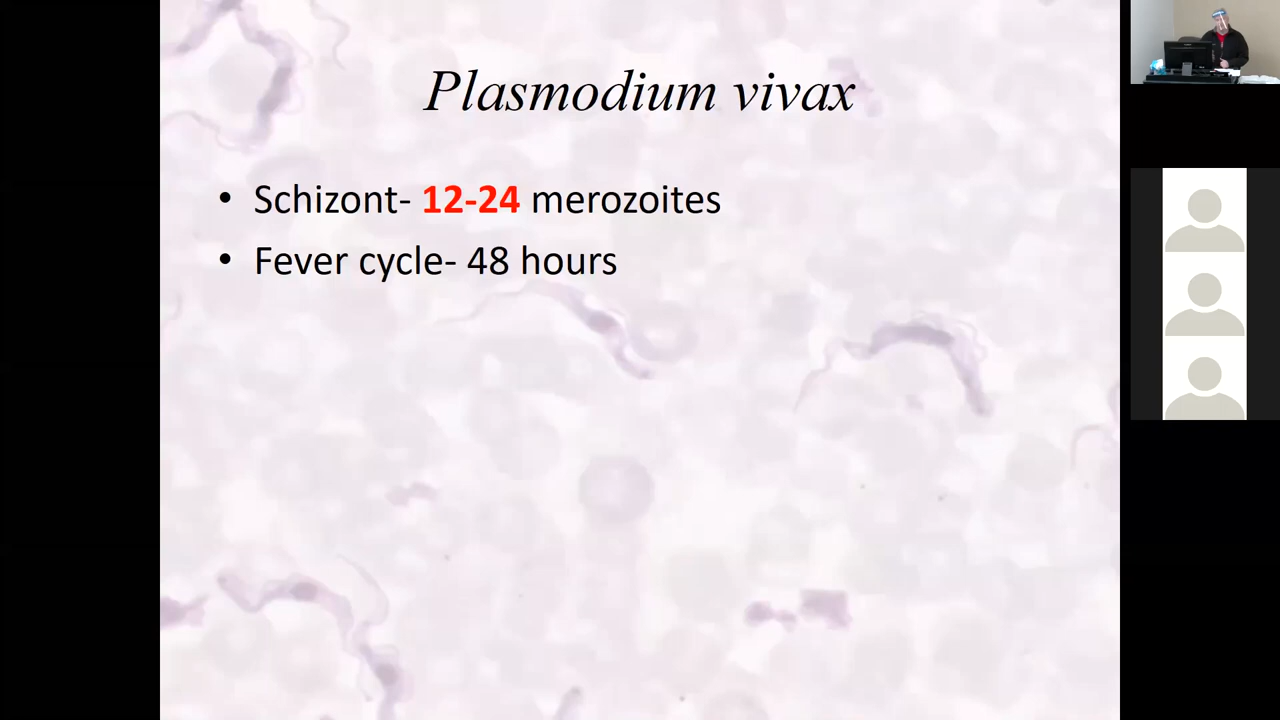 Plasmodium vivax
• Schizont- 12-24 merozoites
• Fever cycle- 48 hours